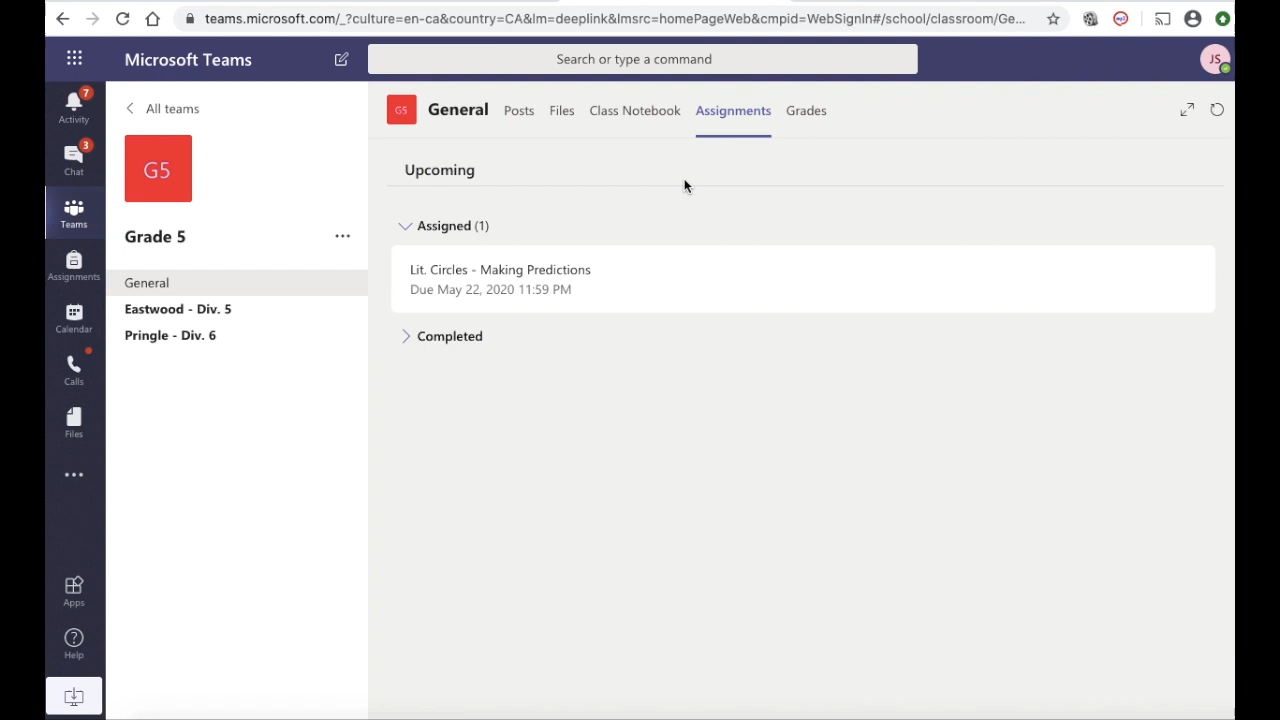 teams.microsoft.com/_?culture=en-ca&country=CA&lm=deeplink&lmsrc=homePageWeb&cmpid=WebSignIn#/school/classroom/Ge...
Microsoft Teams
Search or type a command
JS
7
Activity
3
Chat
Teams
Assignments
Calendar
Calls
Files
Apps
Help
All teams
G5
Grade 5
General
Eastwood - Div. 5
Pringle - Div. 6
G5 General Posts Files Class Notebook Assignments Grades
Upcoming
Assigned (1)
Lit. Circles - Making Predictions
Due May 22, 2020 11:59 PM
Completed